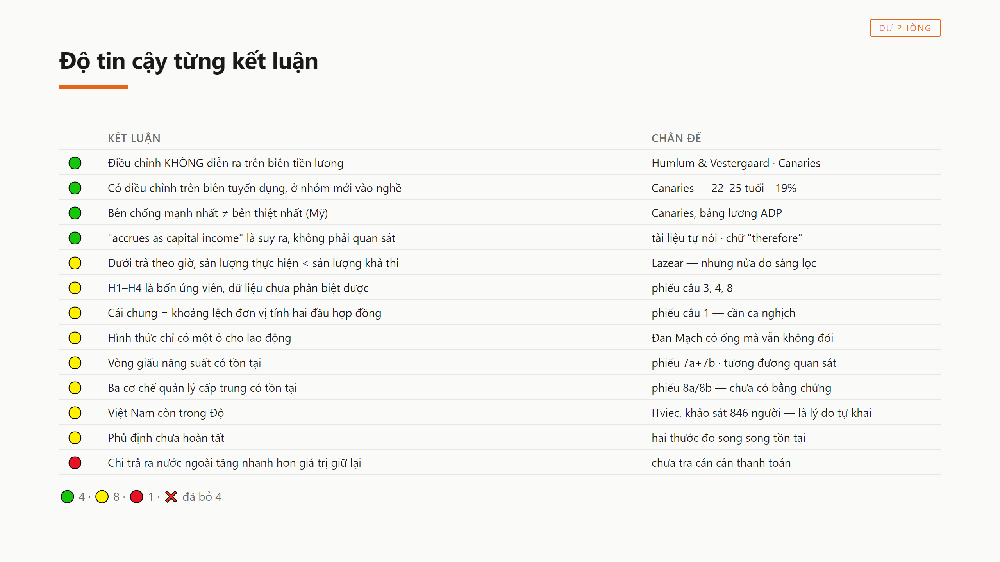 DỰ PHÒNG
Độ tin cậy từng kết luận
KẾT LUẬN CHÂN ĐẾ
Điều chỉnh KHÔNG diễn ra trên biên tiền lương Humlum & Vestergaard · Canaries
Có điều chỉnh trên biên tuyển dụng, ở nhóm mới vào nghề Canaries — 22–25 tuổi −19%
Bên chống mạnh nhất ≠ bên thiệt nhất (Mỹ) Canaries, bảng lương ADP
"accrues as capital income" là suy ra, không phải quan sát tài liệu tự nói · chữ "therefore"
Dưới trả theo giờ, sản lượng thực hiện < sản lượng khả thi Lazear — nhưng nửa do sàng lọc
H1–H4 là bốn ứng viên, dữ liệu chưa phân biệt được phiếu câu 3, 4, 8
Cái chung = khoảng lệch đơn vị tính hai đầu hợp đồng phiếu câu 1 — cần ca nghịch
Hình thức chỉ có một ô cho lao động Đan Mạch có ống mà vẫn không đổi
Vòng giấu năng suất có tồn tại phiếu 7a+7b · tương đương quan sát
Ba cơ chế quản lý cấp trung có tồn tại phiếu 8a/8b — chưa có bằng chứng
Việt Nam còn trong Độ ITviec, khảo sát 846 người — là lý do tự khai
Phủ định chưa hoàn tất hai thước đo song song tồn tại
Chi trả ra nước ngoài tăng nhanh hơn giá trị giữ lại chưa tra cán cân thanh toán
4 · 8 · 1 · đã bỏ 4